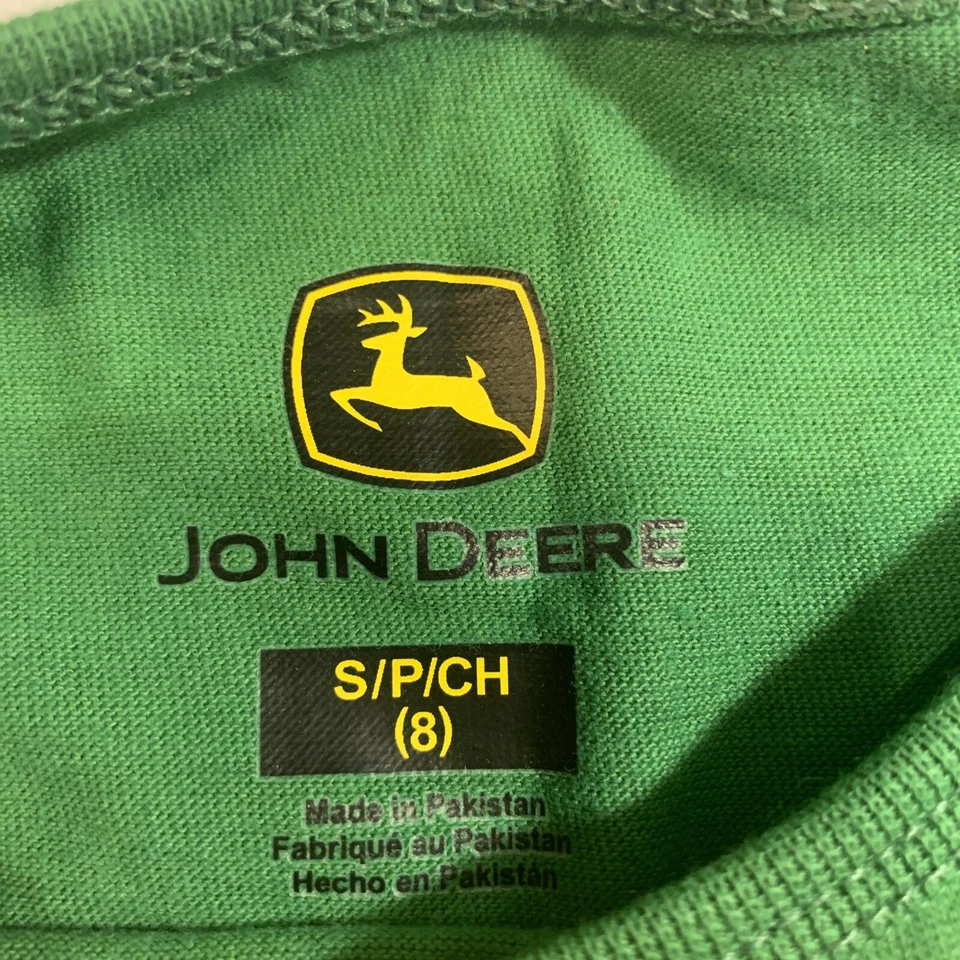 JOHN DEERE
S/P/CH
(8)
Made in Pakistan
Fabriqué au Pakistan
Hecho en Pakistán